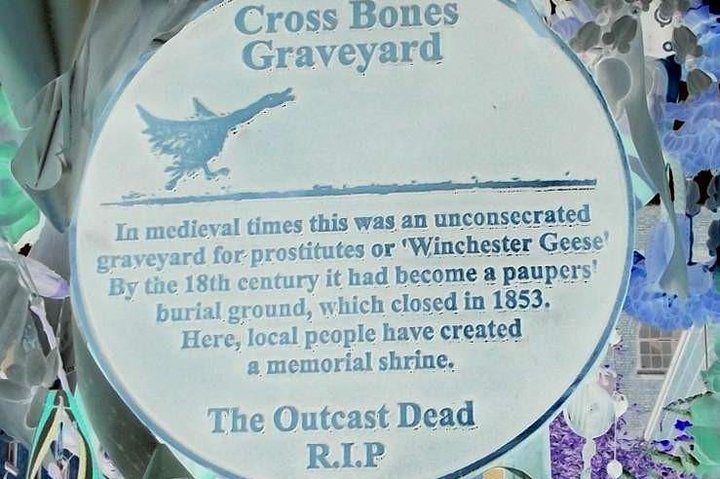 Cross Bones
Graveyard
In medieval times this was an unconsecrated
graveyard for prostitutes or 'Winchester Geese'
By the 18th century it had become a paupers'
burial ground, which closed in 1853.
Here, local people have created
a memorial shrine.
The Outcast Dead
R.I.P